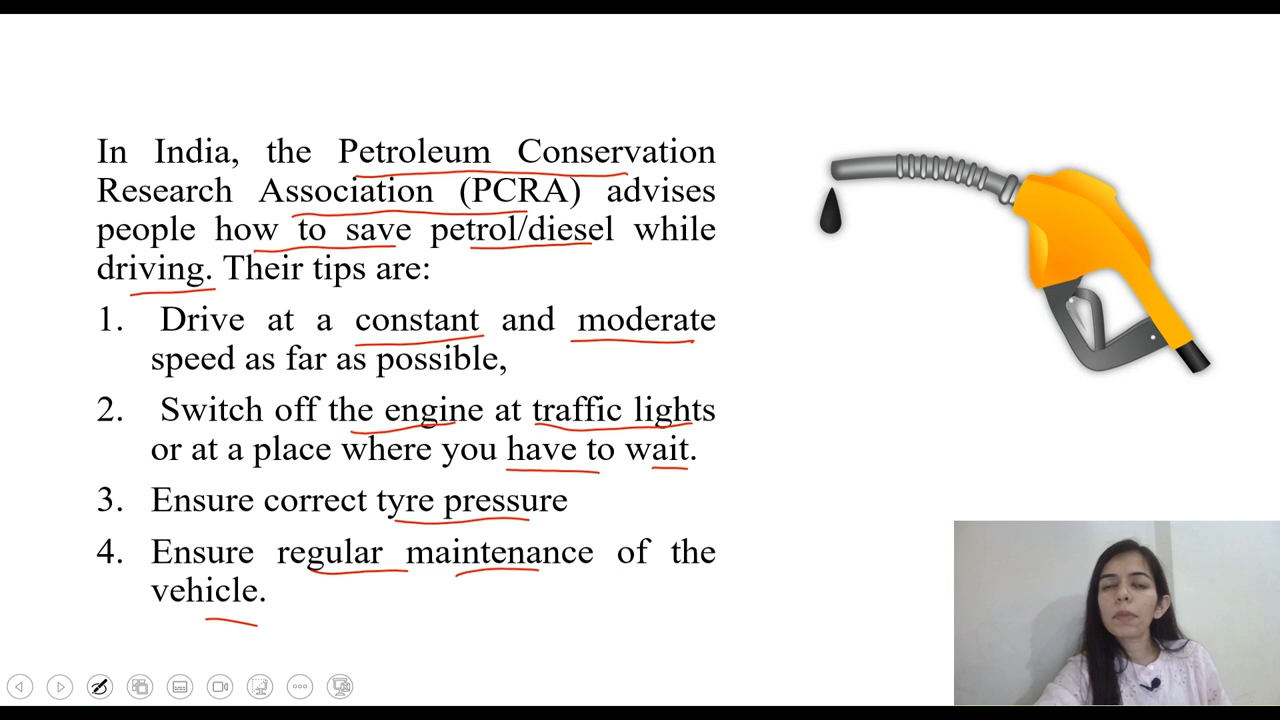 In India, the Petroleum Conservation
Research Association (PCRA) advises
people how to save petrol/diesel while
driving. Their tips are:
1. Drive at a constant and moderate
speed as far as possible,
2. Switch off the engine at traffic lights
or at a place where you have to wait.
3. Ensure correct tyre pressure
4. Ensure regular maintenance of the
vehicle.